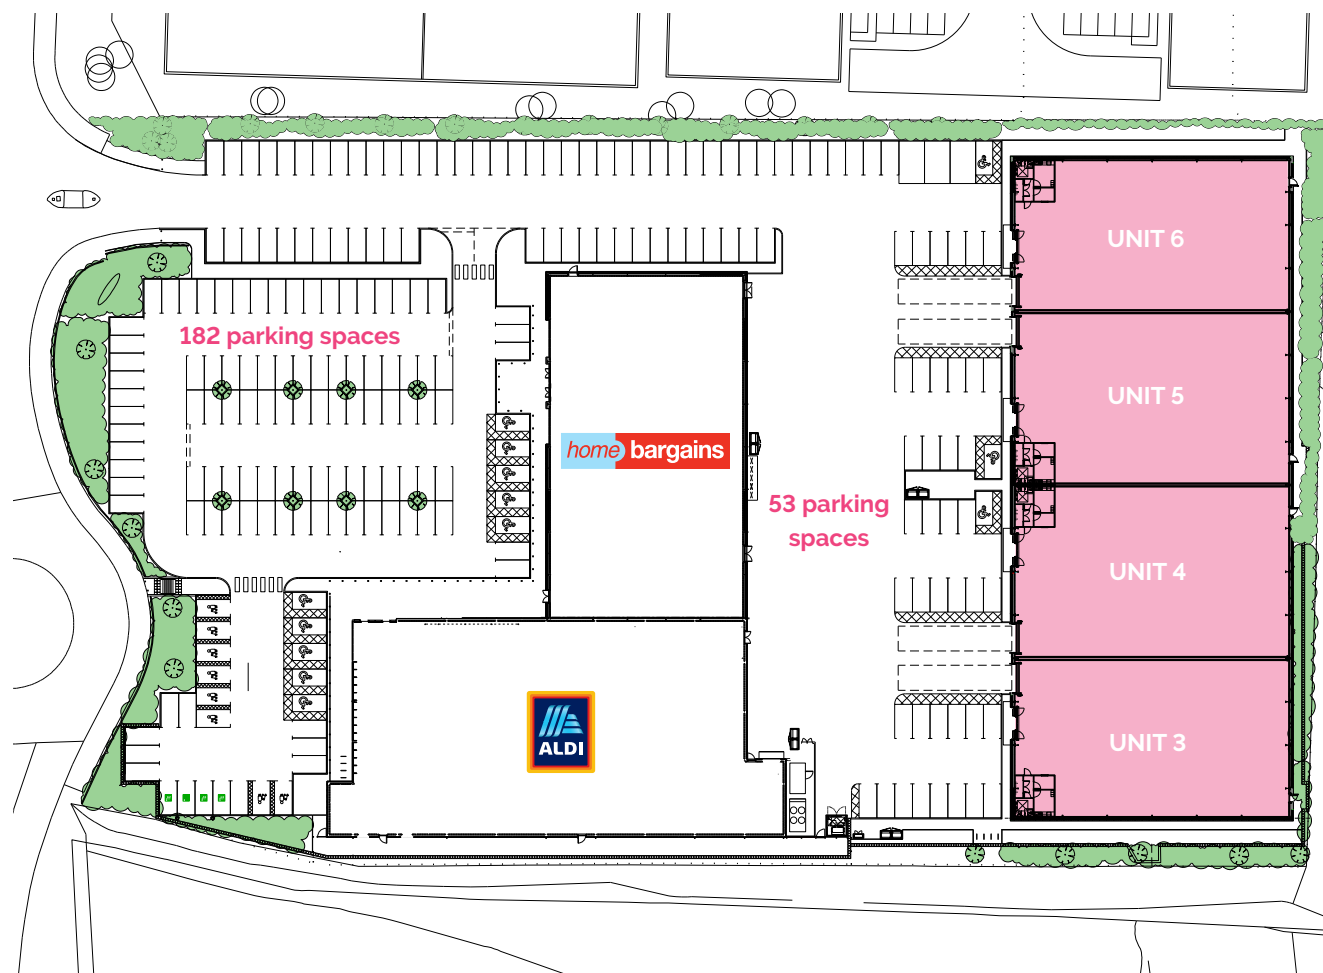 UNIT 6
182 parking spaces
UNIT 5
home bargains
53 parking
spaces
UNIT 4
ALDI
UNIT 3